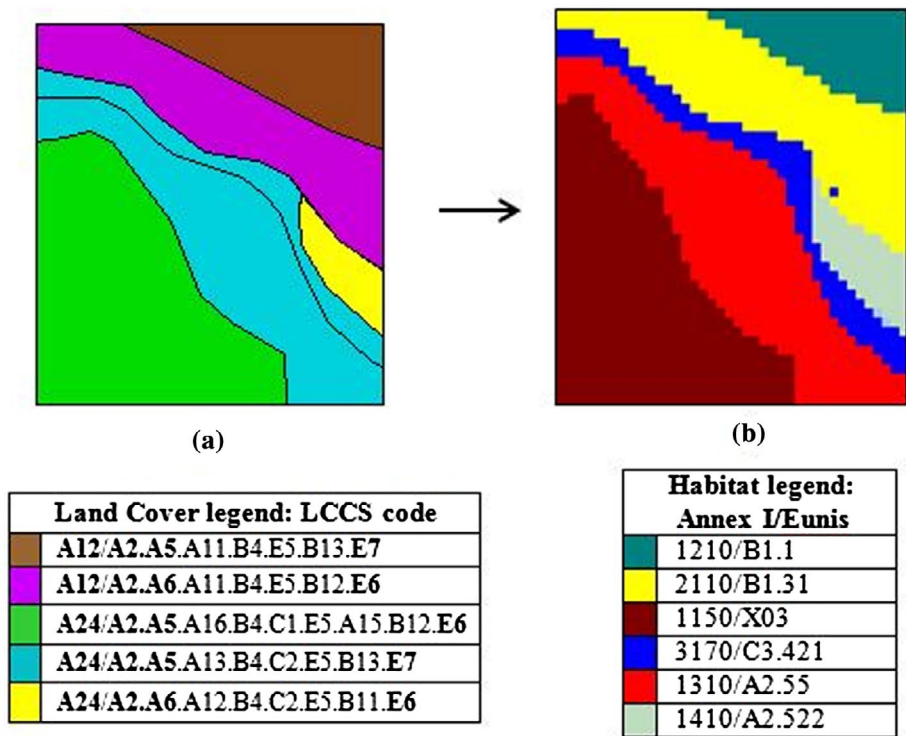 (a)
(b)
Land Cover legend: LCCS code
A12/A2.A5.A11.B4.E5.B13.E7
A12/A2.A6.A11.B4.E5.B12.E6
A24/A2.A5.A16.B4.C1.E5.A15.B12.E6
A24/A2.A5.A13.B4.C2.E5.B13.E7
A24/A2.A6.A12.B4.C2.E5.B11.E6
Habitat legend:
Annex I/Eunis
1210/B1.1
2110/B1.31
1150/X03
3170/C3.421
1310/A2.55
1410/A2.522